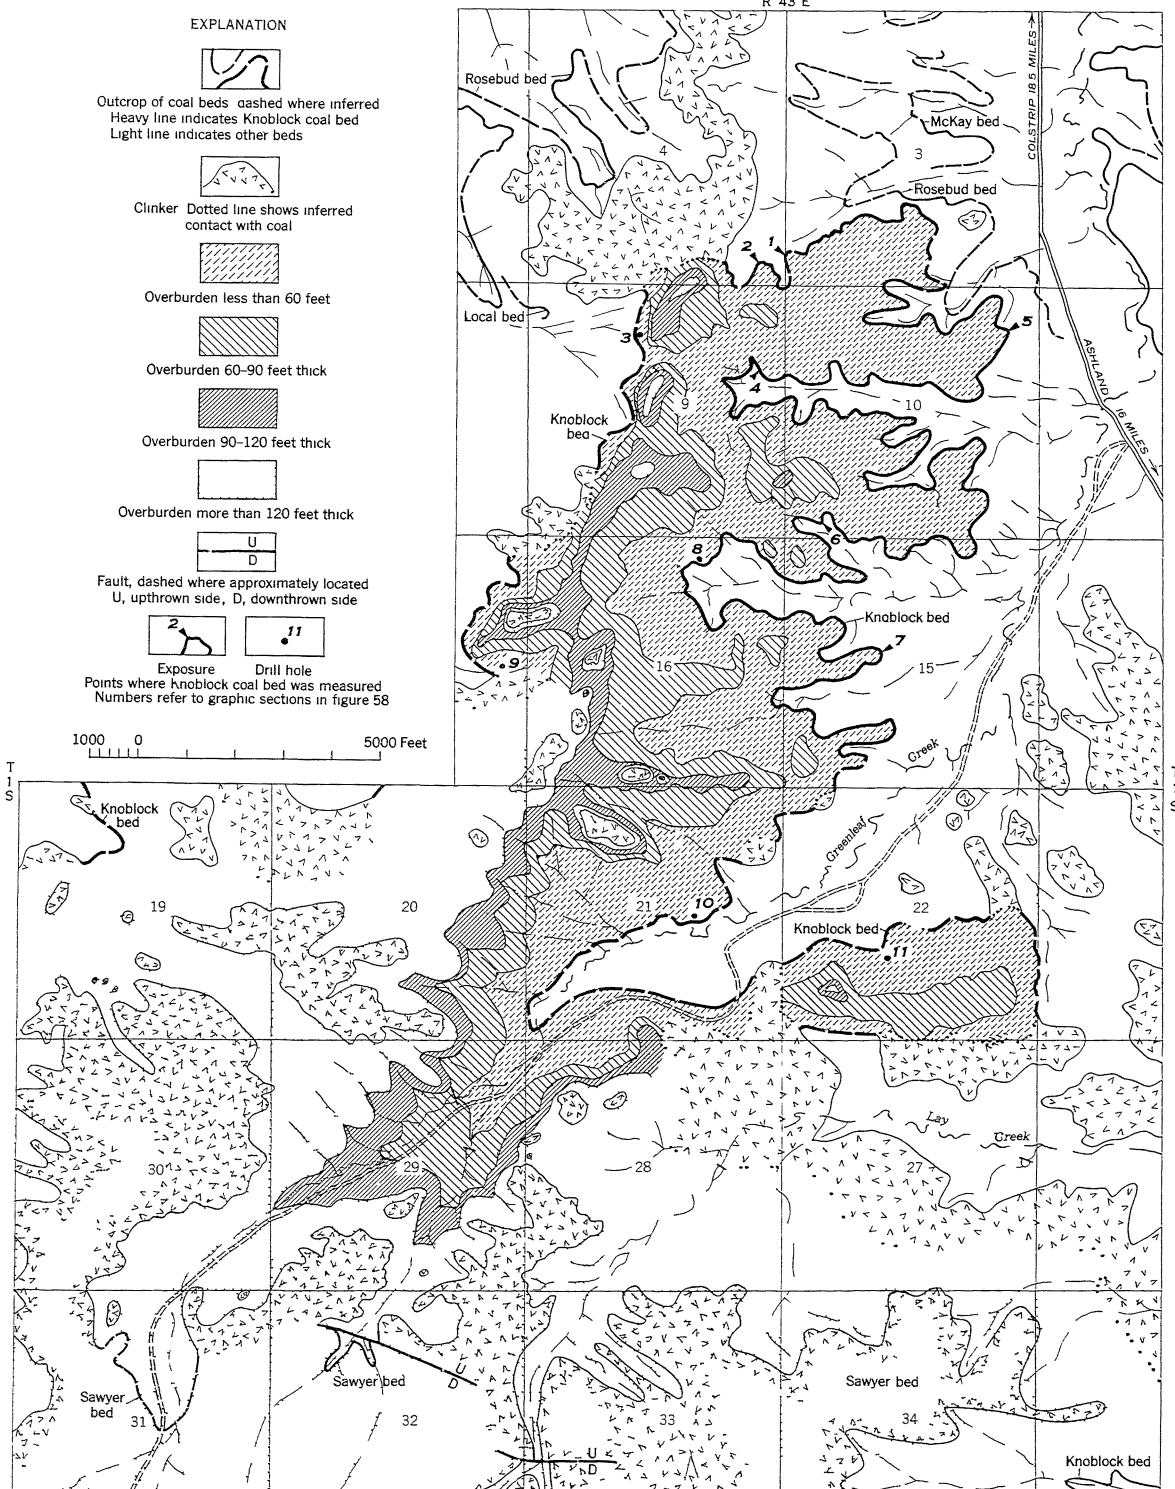 R 43 E
EXPLANATION
Outcrop of coal beds dashed where inferred
Heavy line indicates Knoblock coal bed
Light line indicates other beds
Clinker Dotted line shows inferred
contact with coal
Overburden less than 60 feet
Overburden 60–90 feet thick
Overburden 90–120 feet thick
Overburden more than 120 feet thick
U
D
Fault, dashed where approximately located
U, upthrown side, D, downthrown side
2
11
Exposure
Drill hole
Points where Knoblock coal bed was measured
Numbers refer to graphic sections in figure 58
1000 0 5000 Feet
T
1
S
Rosebud bed
4
McKay bed
3
COLSTRIP 18.5 MILES
Rosebud bed
2
1
Local bed
3
5
4
9
10
ASHLAND 16 MILES
Knoblock
bed
6
8
Knoblock bed
7
9
16
15
Creek
Greenleaf
Knoblock
bed
19
20
21
10
22
Knoblock bed
11
Lay
Creek
D
30
29
28
27
Sawyer
bed
31
Sawyer bed
U
D
32
33
Sawyer bed
34
U
D
Knoblock bed
S